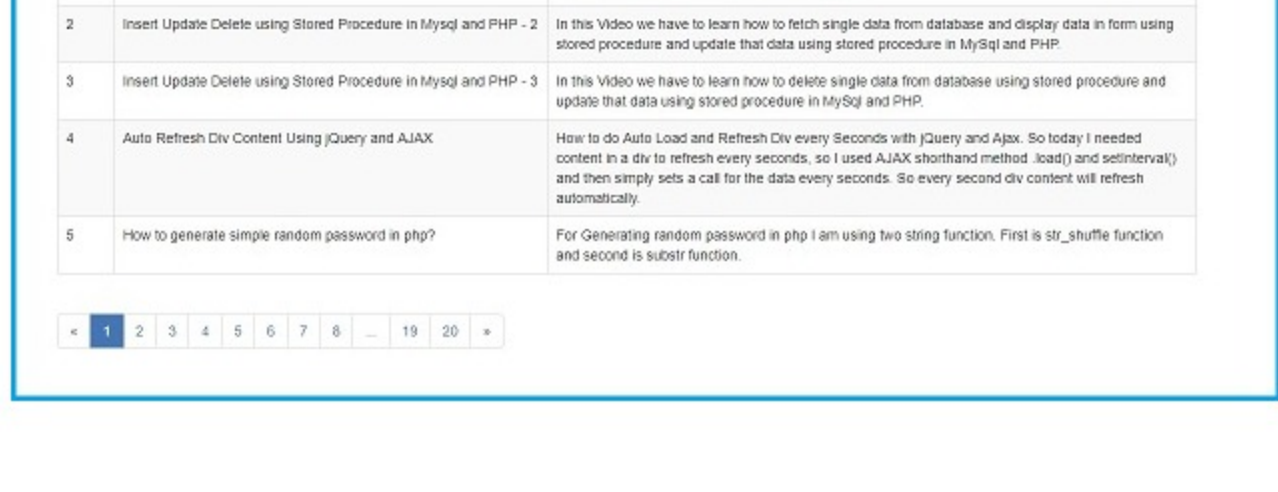 2 Insert Update Delete using Stored Procedure in Mysql and PHP - 2 In this Video we have to learn how to fetch single data from database and display data in form using
stored procedure and update that data using stored procedure in MySql and PHP.
3 Insert Update Delete using Stored Procedure in Mysql and PHP - 3 In this Video we have to learn how to delete single data from database using stored procedure and
update that data using stored procedure in MySql and PHP.
4 Auto Refresh Div Content Using jQuery and AJAX How to do Auto Load and Refresh Div every Seconds with jQuery and Ajax. So today I needed
content in a div to refresh every seconds, so I used AJAX shorthand method .load() and setInterval()
and then simply sets a call for the data every seconds. So every second div content will refresh
automatically.
5 How to generate simple random password in php? For Generating random password in php I am using two string function. First is str_shuffle function
and second is substr function.
« 1 2 3 4 5 6 7 8 ... 19 20 »